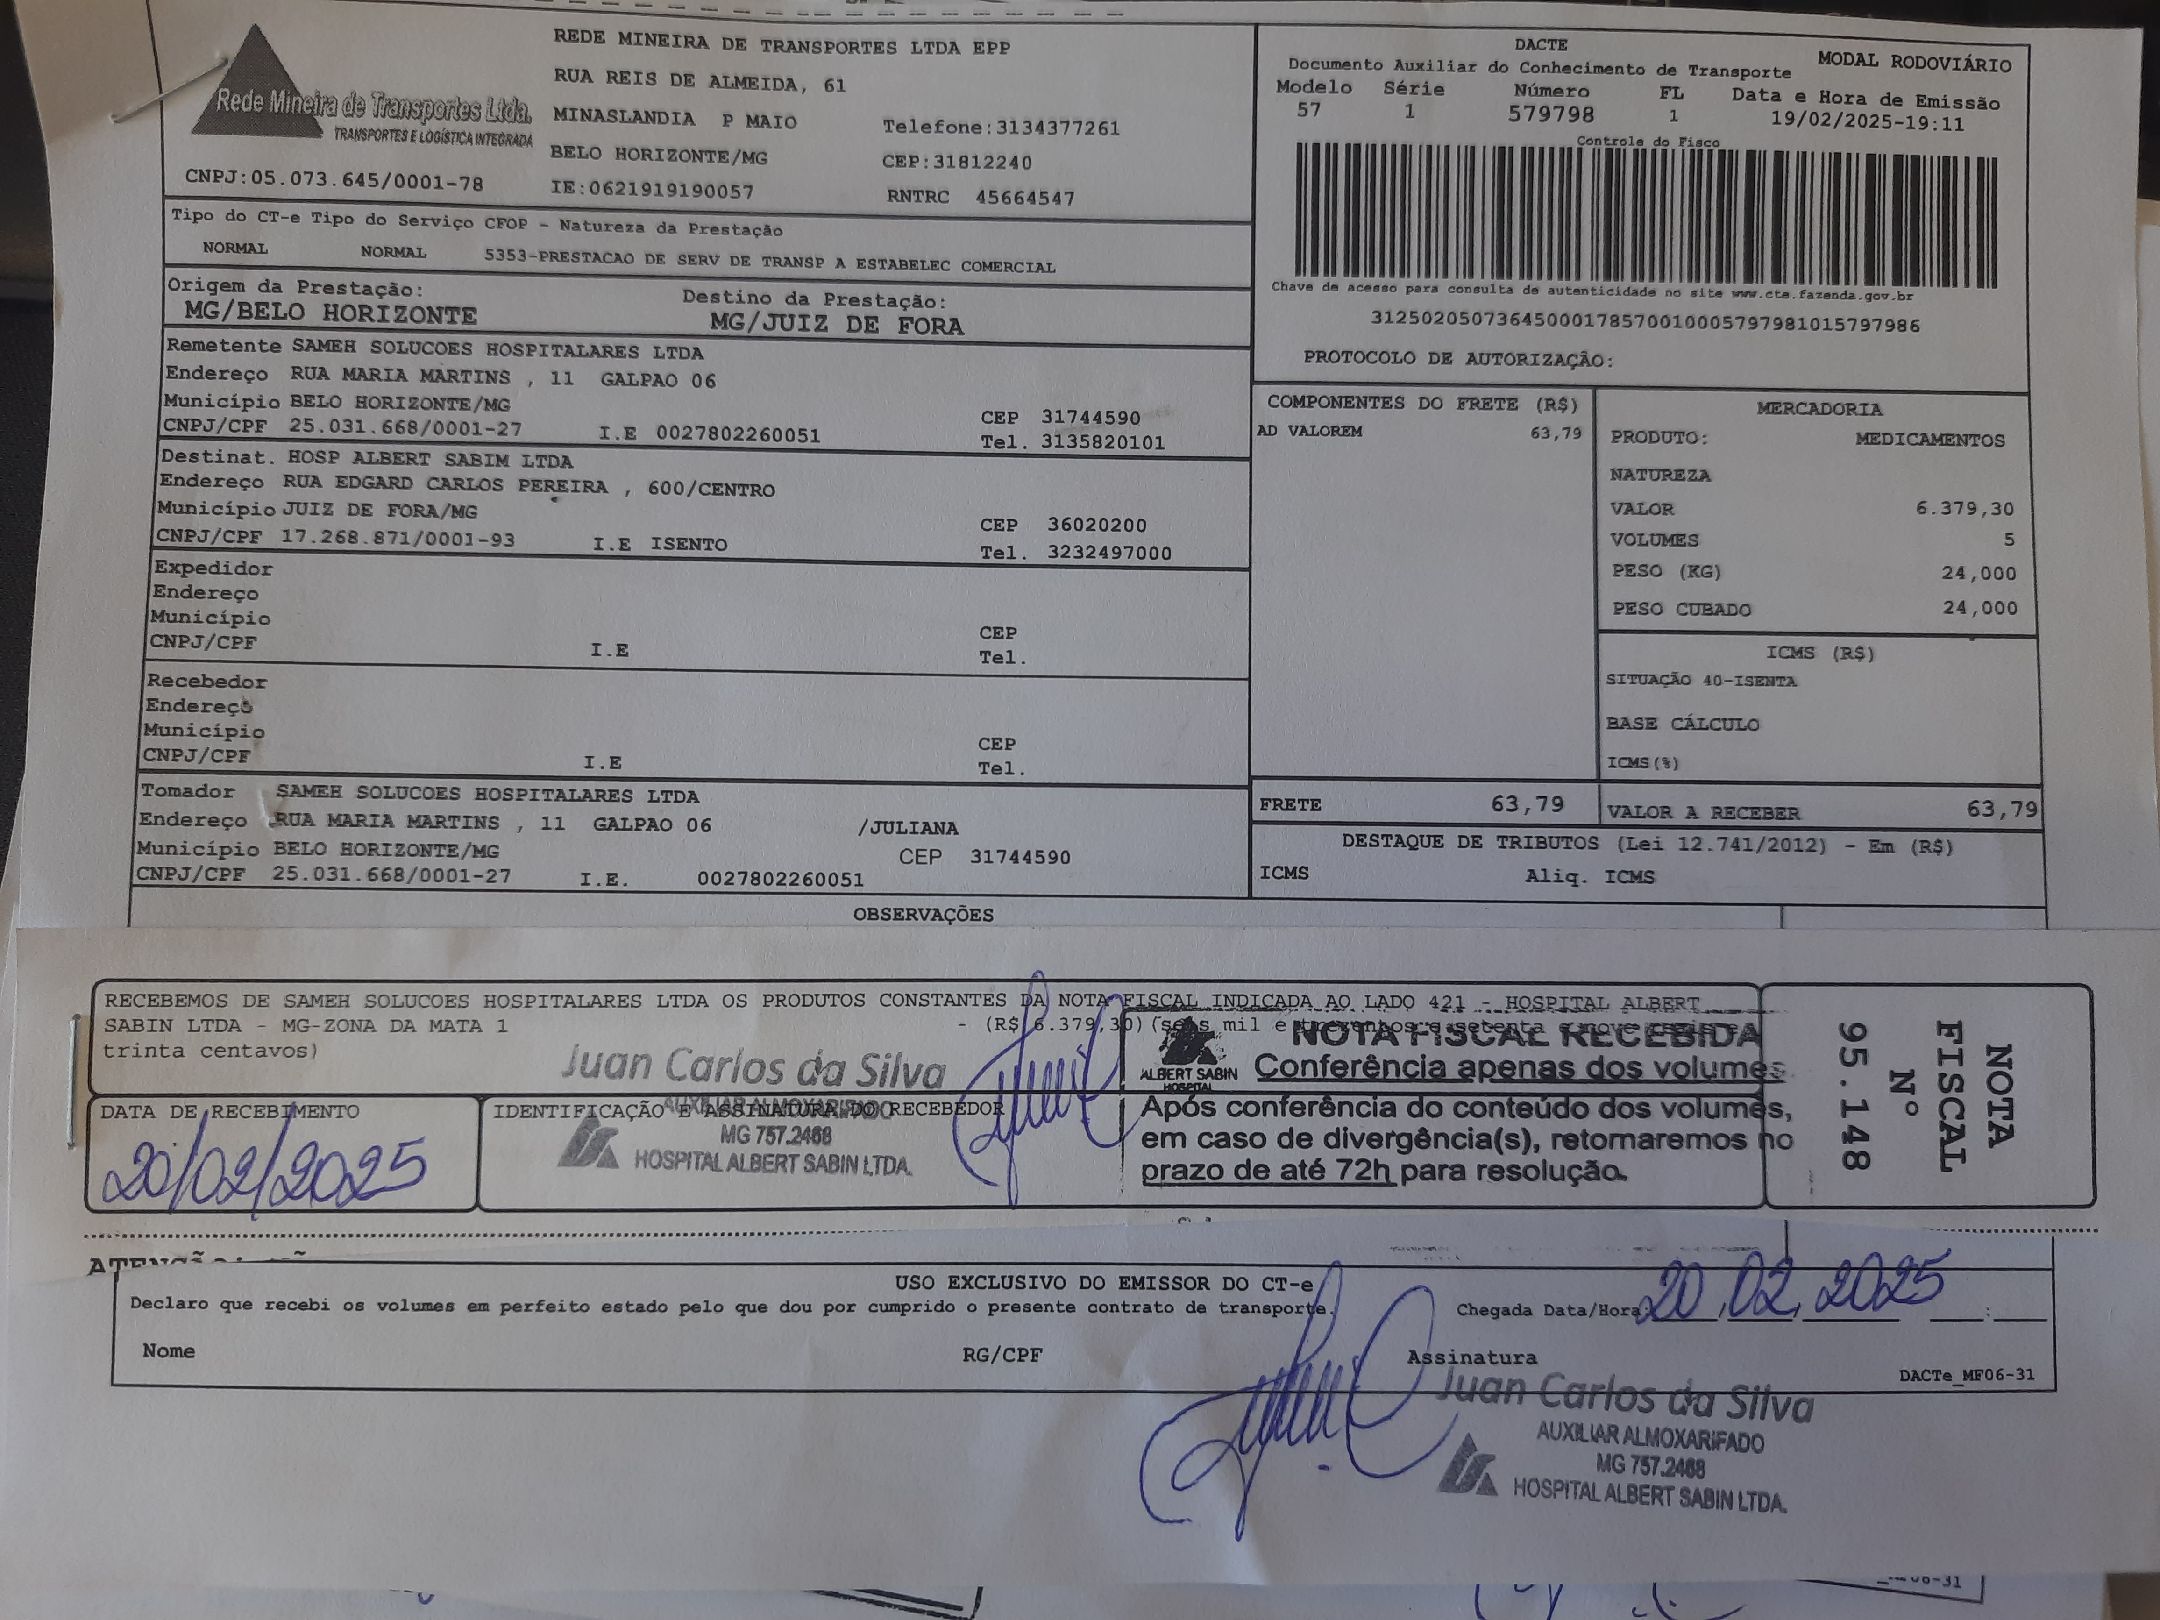 Rede Mineira de Transportes Ltda.
TRANSPORTES E LOGÍSTICA INTEGRADA
CNPJ:05.073.645/0001-78
REDE MINEIRA DE TRANSPORTES LTDA EPP
RUA REIS DE ALMEIDA, 61
MINASLANDIA P MAIO Telefone:3134377261
BELO HORIZONTE/MG CEP:31812240
IE:0621919190057 RNTRC 45664547
DACTE MODAL RODOVIÁRIO
Documento Auxiliar do Conhecimento de Transporte
Modelo Série Número FL Data e Hora de Emissão
57 1 579798 1 19/02/2025-19:11
Controle do Fisco
Chave de acesso para consulta de autenticidade no site www.cte.fazenda.gov.br
31250205073645000178570010005797981015797986
PROTOCOLO DE AUTORIZAÇÃO:
Tipo do CT-e Tipo do Serviço CFOP - Natureza da Prestação
NORMAL NORMAL 5353-PRESTACAO DE SERV DE TRANSP A ESTABELEC COMERCIAL
Origem da Prestação: Destino da Prestação:
MG/BELO HORIZONTE MG/JUIZ DE FORA
Remetente SAMEH SOLUCOES HOSPITALARES LTDA
Endereço RUA MARIA MARTINS , 11 GALPAO 06
Município BELO HORIZONTE/MG CEP 31744590
CNPJ/CPF 25.031.668/0001-27 I.E 0027802260051 Tel. 3135820101
Destinat. HOSP ALBERT SABIM LTDA
Endereço RUA EDGARD CARLOS PEREIRA , 600/CENTRO
Município JUIZ DE FORA/MG CEP 36020200
CNPJ/CPF 17.268.871/0001-93 I.E ISENTO Tel. 3232497000
Expedidor
Endereço
Município CEP
CNPJ/CPF I.E Tel.
Recebedor
Endereço
Município CEP
CNPJ/CPF I.E Tel.
Tomador SAMEH SOLUCOES HOSPITALARES LTDA
Endereço RUA MARIA MARTINS , 11 GALPAO 06 /JULIANA
Município BELO HORIZONTE/MG CEP 31744590
CNPJ/CPF 25.031.668/0001-27 I.E. 0027802260051
COMPONENTES DO FRETE (R$)
AD VALOREM 63,79
MERCADORIA
PRODUTO: MEDICAMENTOS
NATUREZA
VALOR 6.379,30
VOLUMES 5
PESO (KG) 24,000
PESO CUBADO 24,000
ICMS (R$)
SITUAÇÃO 40-ISENTA
BASE CÁLCULO
ICMS(%)
FRETE 63,79 VALOR A RECEBER 63,79
DESTAQUE DE TRIBUTOS (Lei 12.741/2012) - Em (R$)
ICMS Aliq. ICMS
OBSERVAÇÕES
RECEBEMOS DE SAMEH SOLUCOES HOSPITALARES LTDA OS PRODUTOS CONSTANTES DA NOTA FISCAL INDICADA AO LADO 421 - HOSPITAL ALBERT
SABIN LTDA - MG-ZONA DA MATA 1 - (R$ 6.379,30)
trinta centavos)
DATA DE RECEBIMENTO
20/02/2025
IDENTIFICAÇÃO E ASSINATURA DO RECEBEDOR
Juan Carlos da Silva
AUXILIAR ALMOXARIFADO
MG 757.2468
HOSPITAL ALBERT SABIN LTDA.
ALBERT SABIN
HOSPITAL
NOTA FISCAL RECEBIDA
Conferência apenas dos volumes
Após conferência do conteúdo dos volumes,
em caso de divergência(s), retomaremos no
prazo de até 72h para resolução.
NOTA
FISCAL
Nº
95.148
USO EXCLUSIVO DO EMISSOR DO CT-e
Declaro que recebi os volumes em perfeito estado pelo que dou por cumprido o presente contrato de transporte. Chegada Data/Hora: 20/02/2025
Nome RG/CPF Assinatura
DACTe_MF06-31
Juan Carlos da Silva
AUXILIAR ALMOXARIFADO
MG 757.2468
HOSPITAL ALBERT SABIN LTDA.